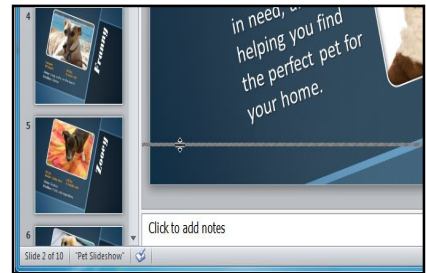 4
Franny
5
Zooey
6
in need, a
helping you find
the perfect pet for
your home.
Click to add notes
Slide 2 of 10 "Pet Slideshow"